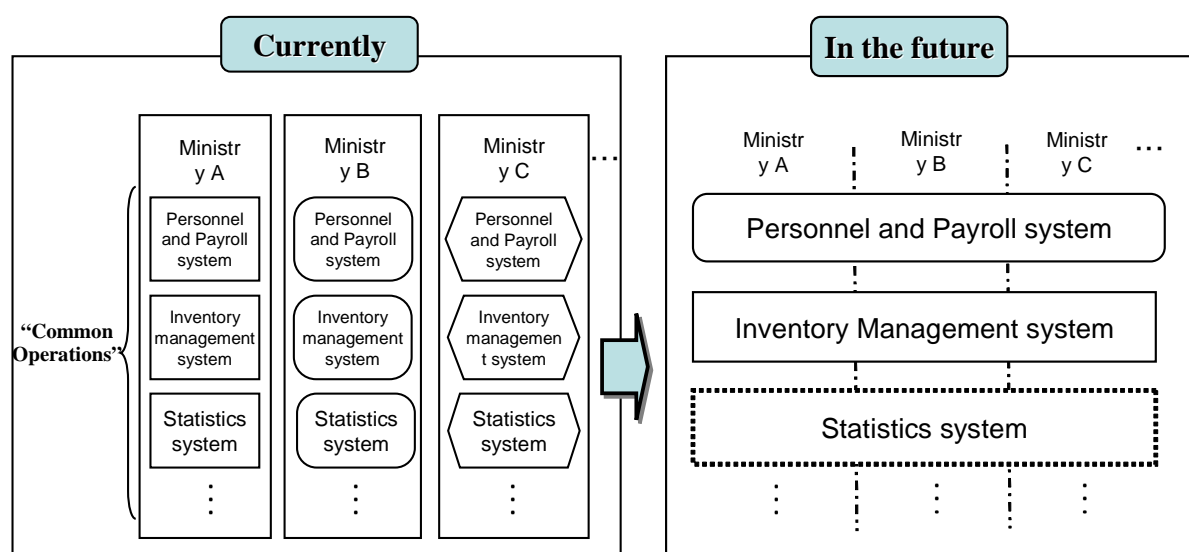 Currently
Ministr
y A
Ministr
y B
Ministr
y C
...
Personnel
and Payroll
system
Personnel
and Payroll
system
Personnel
and Payroll
system
“Common
Operations”
Inventory
management
system
Inventory
management
system
Inventory
managemen
t system
Statistics
system
Statistics
system
Statistics
system
In the future
Ministr
y A
Ministr
y B
Ministr
y C
...
Personnel and Payroll system
Inventory Management system
Statistics system